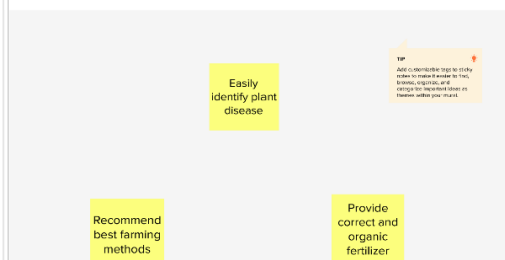 Easily
identify plant
disease
TIP
Add customizable tags to sticky
notes to make it easier to find,
browse, organize, and
categorize important ideas as
themes within your mural.
Recommend
best farming
methods
Provide
correct and
organic
fertilizer